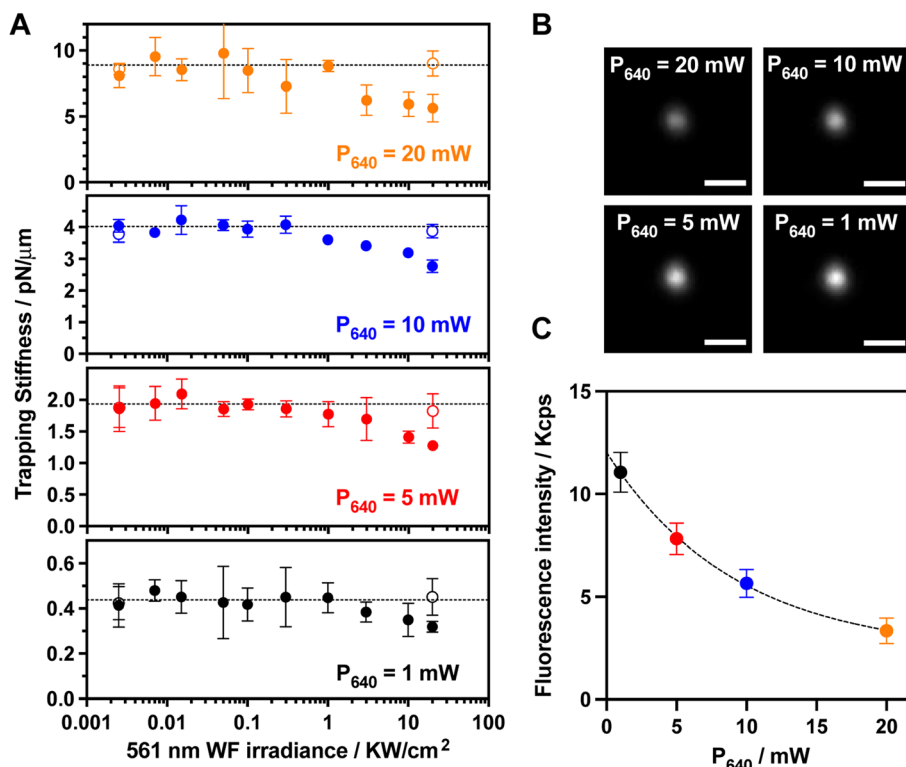 A
Trapping Stiffness / pN/μm
10
5
0
P640 = 20 mW
5
4
3
2
1
0
P640 = 10 mW
2.0
1.5
1.0
0.5
0.0
P640 = 5 mW
0.6
0.4
0.2
0.0
P640 = 1 mW
0.001 0.01 0.1 1 10 100
561 nm WF irradiance / KW/cm2
B
P640 = 20 mW
P640 = 10 mW
P640 = 5 mW
P640 = 1 mW
C
Fluorescence intensity / Kcps
15
10
5
0
0 5 10 15 20
P640 / mW